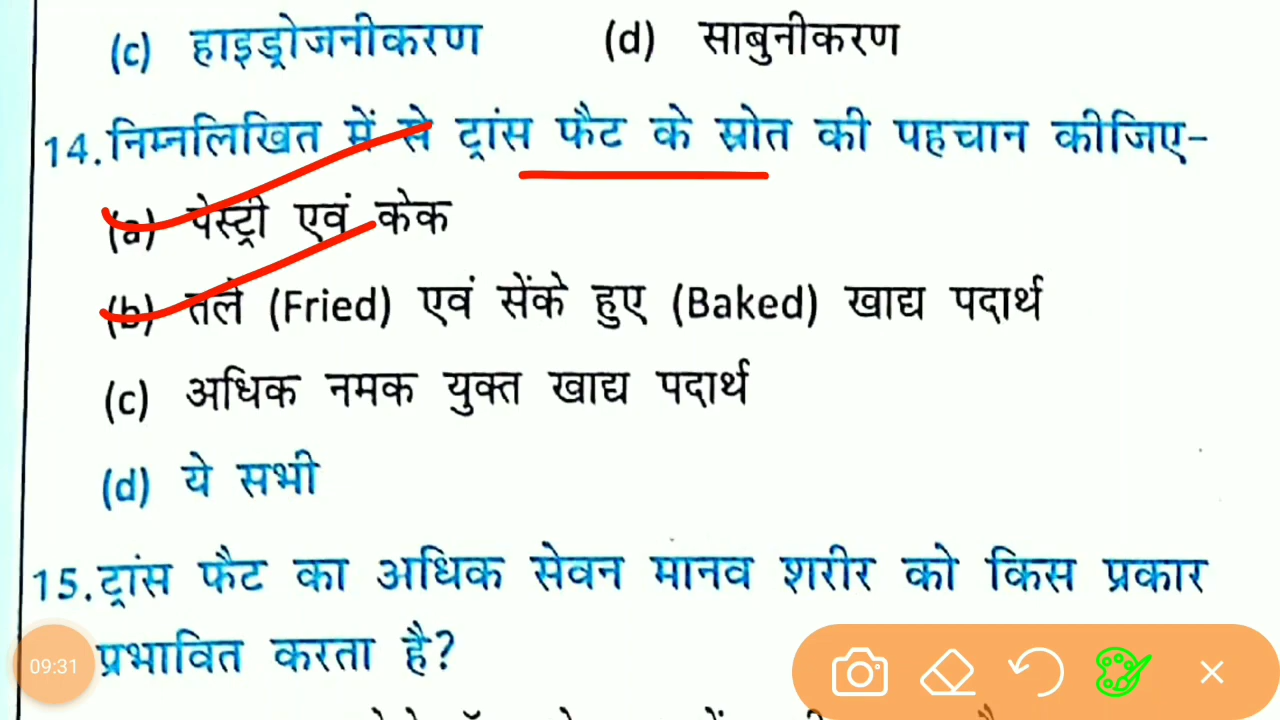 (c) हाइड्रोजनीकरण (d) साबुनीकरण
14. निम्नलिखित में से ट्रांस फैट के स्रोत की पहचान कीजिए-
(a) पेस्ट्री एवं केक
(b) तले (Fried) एवं सेंके हुए (Baked) खाद्य पदार्थ
(c) अधिक नमक युक्त खाद्य पदार्थ
(d) ये सभी
15. ट्रांस फैट का अधिक सेवन मानव शरीर को किस प्रकार
प्रभावित करता है?
09:31